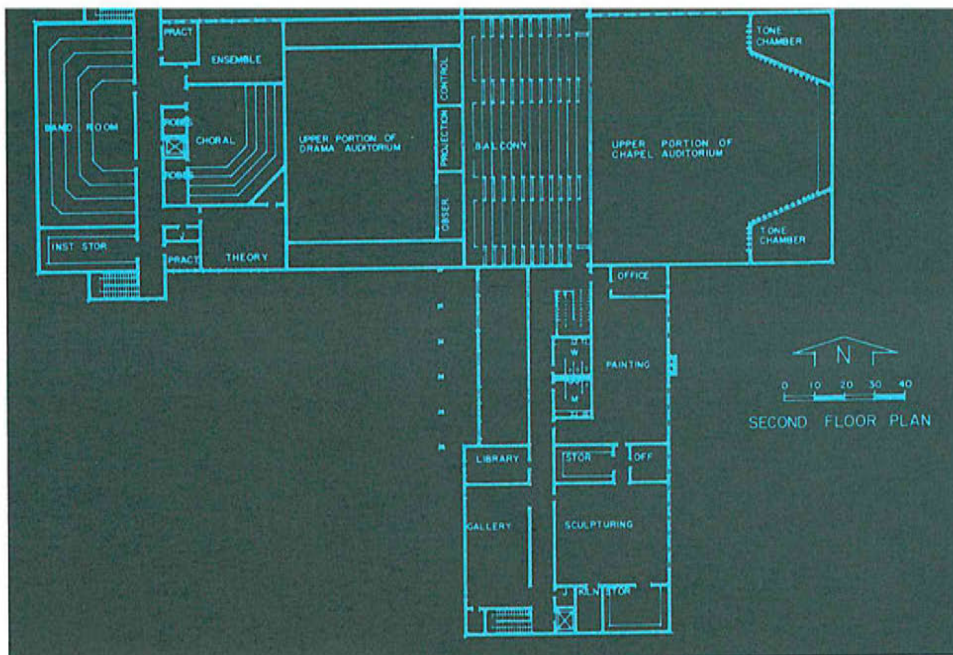 PRACT
ENSEMBLE
TONE
CHAMBER
CONTROL
BAND ROOM
ROBES
CHORAL
PROJECTION
UPPER PORTION OF
DRAMA AUDITORIUM
BALCONY
UPPER PORTION OF
CHAPEL AUDITORIUM
ROBES
OBSER
TONE
CHAMBER
INST STOR
J
PRACT
THEORY
OFFICE
W
PAINTING
M
N
0 10 20 30 40
SECOND FLOOR PLAN
LIBRARY
STOR
OFF
GALLERY
SCULPTURING
J
KILN
STOR